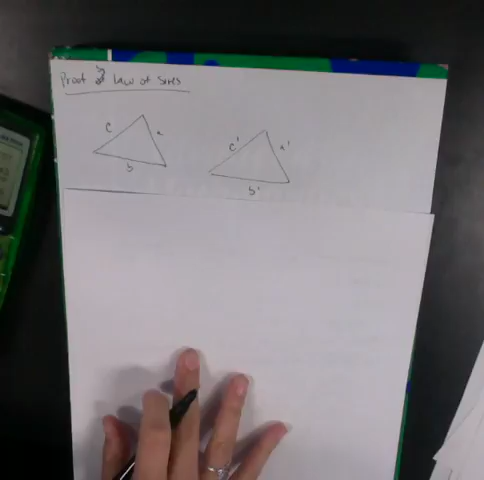 Proof of Law of Sines
c a
b
c' a'
b'